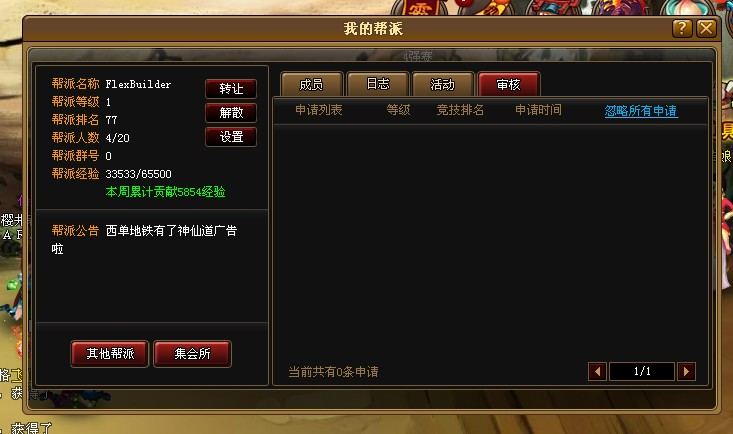 我的帮派
帮派名称 FlexBuilder
转让
帮派等级 1
解散
帮派排名 77
设置
帮派人数 4/20
帮派群号 0
帮派经验 33533/65500
本周累计贡献5854经验
帮派公告 西单地铁有了神仙道广告
啦
其他帮派 集会所
成员 日志 活动 审核
申请列表 等级 竞技排名 申请时间 忽略所有申请
当前共有0条申请
1/1
获得了